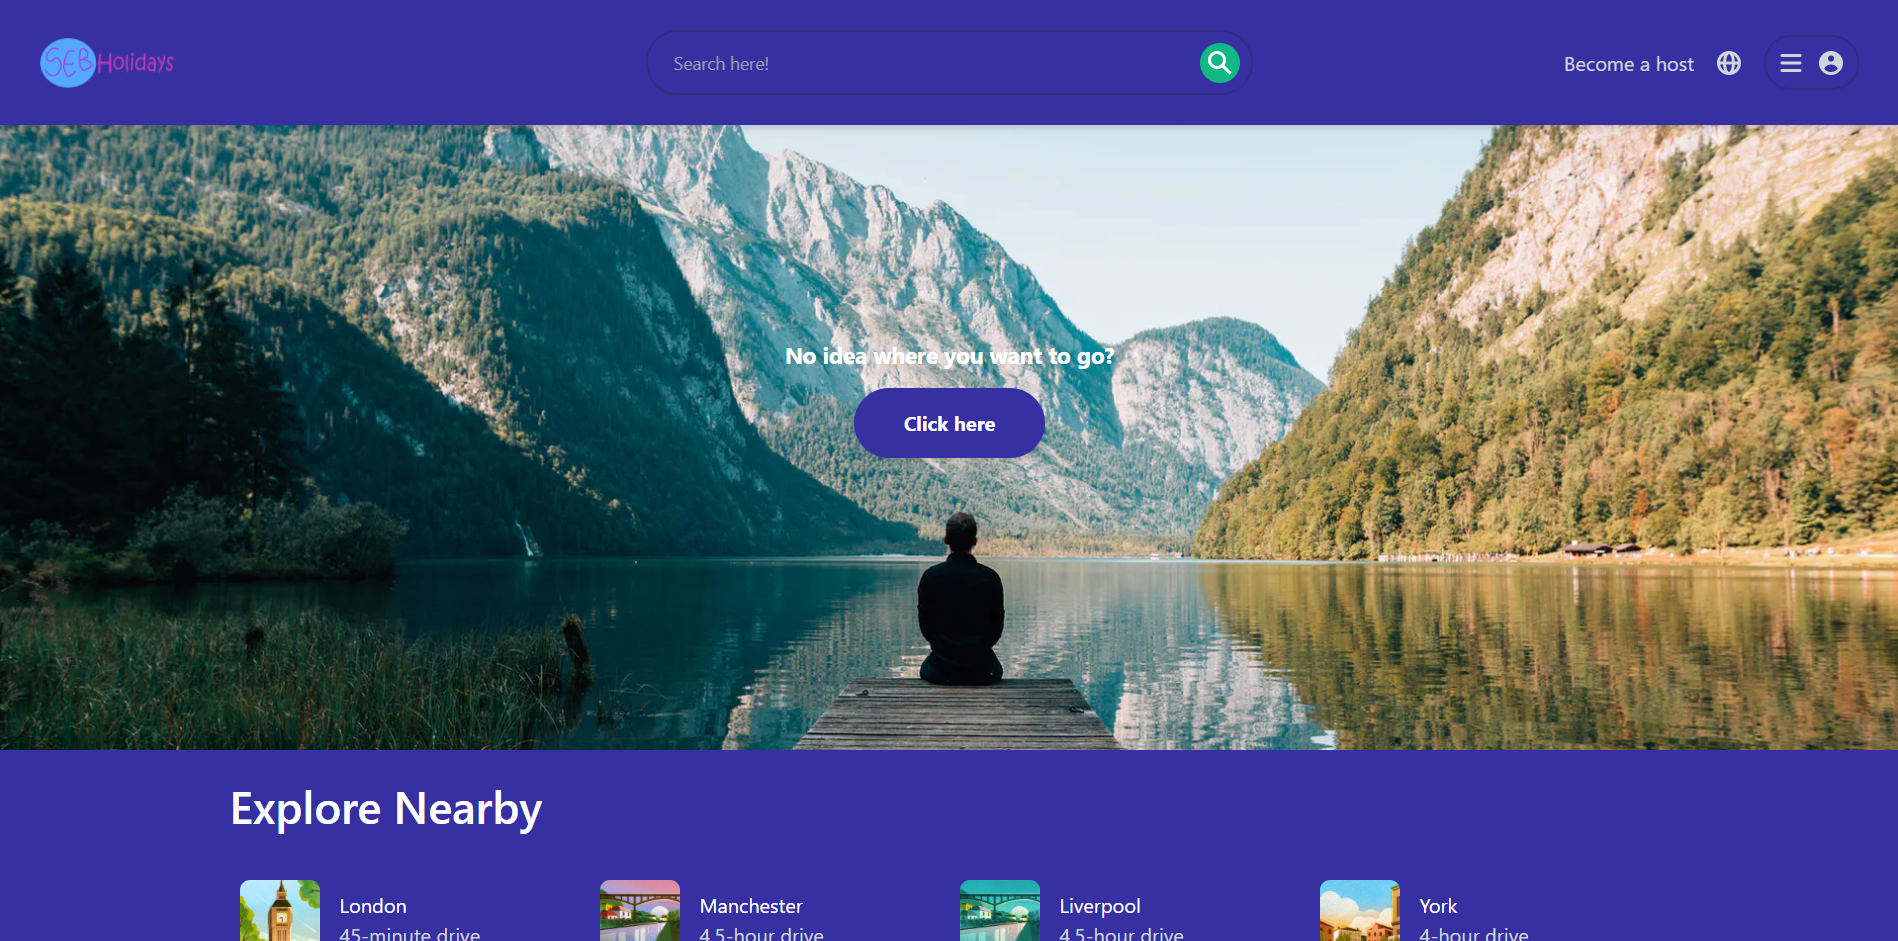 SEB Holidays
Search here!
Become a host
No idea where you want to go?
Click here
Explore Nearby
London
45-minute drive
Manchester
4.5-hour drive
Liverpool
4.5-hour drive
York
4-hour drive